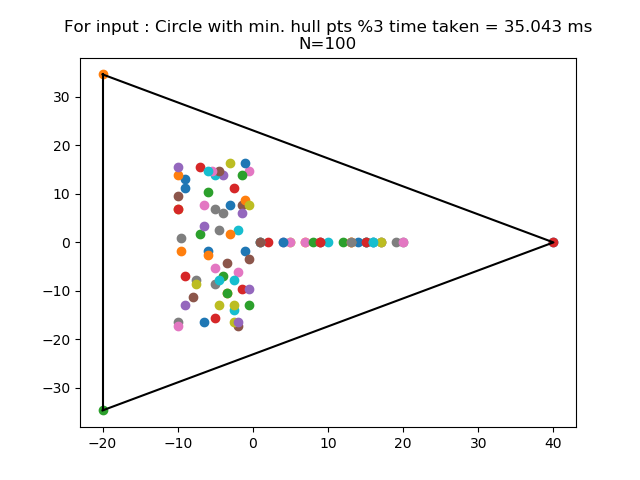 For input : Circle with min. hull pts %3 time taken = 35.043 ms
N=100
30
20
10
0
−10
−20
−30
−20 −10 0 10 20 30 40